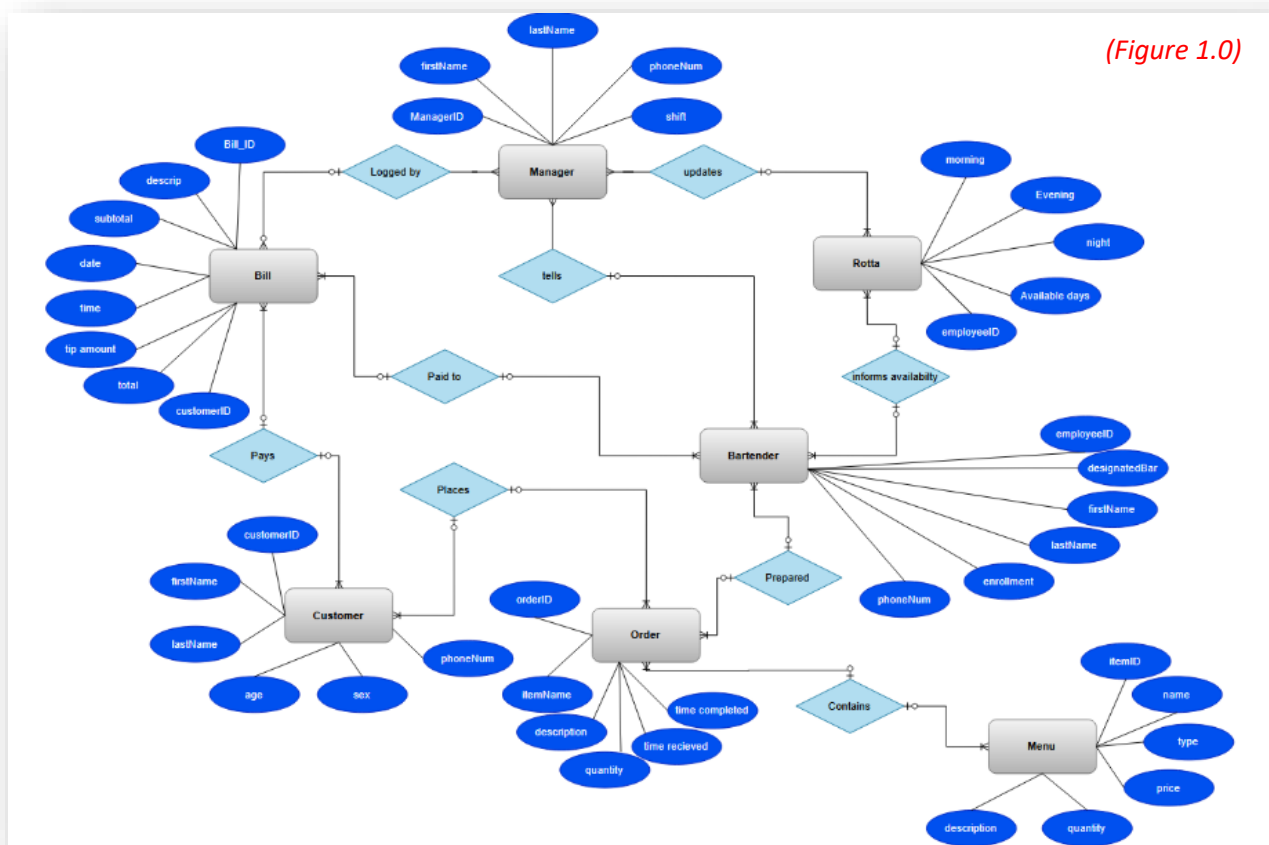 (Figure 1.0)
lastName
firstName
phoneNum
ManagerID
shift
Bill_ID
Logged by
Manager
updates
morning
descrip
Evening
subtotal
night
date
Bill
tells
Rotta
time
Available days
tip amount
employeeID
total
Paid to
informs availabilty
customerID
employeeID
Pays
Bartender
designatedBar
Places
firstName
customerID
lastName
firstName
Prepared
enrollment
orderID
phoneNum
Customer
Order
lastName
phoneNum
itemID
age
sex
itemName
time completed
name
Contains
description
time recieved
type
Menu
quantity
price
description
quantity